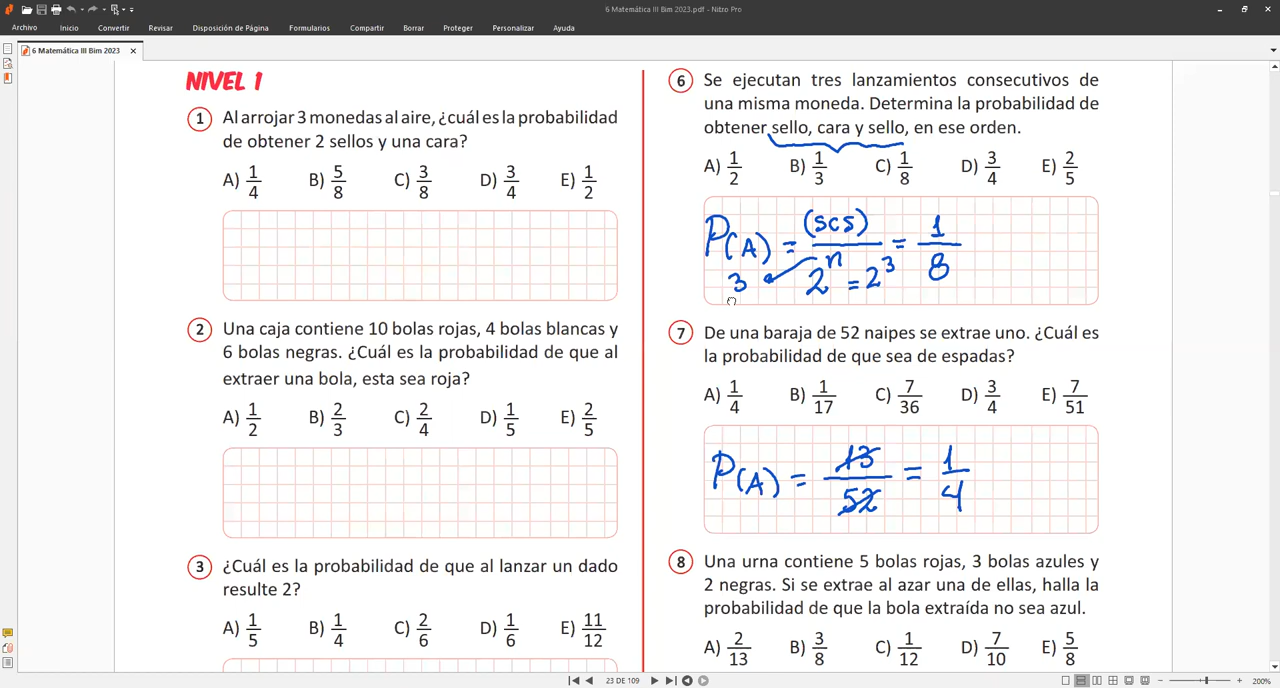 6 Matemática III Bim 2023.pdf - Nitro Pro
Archivo Inicio Convertir Revisar Disposición de Página Formularios Compartir Borrar Proteger Personalizar Ayuda
6 Matemática III Bim 2023
NIVEL 1
1 Al arrojar 3 monedas al aire, ¿cuál es la probabilidad
de obtener 2 sellos y una cara?
A) 1/4 B) 5/8 C) 3/8 D) 3/4 E) 1/2
2 Una caja contiene 10 bolas rojas, 4 bolas blancas y
6 bolas negras. ¿Cuál es la probabilidad de que al
extraer una bola, esta sea roja?
A) 1/2 B) 2/3 C) 2/4 D) 1/5 E) 2/5
3 ¿Cuál es la probabilidad de que al lanzar un dado
resulte 2?
A) 1/5 B) 1/4 C) 2/6 D) 1/6 E) 11/12
6 Se ejecutan tres lanzamientos consecutivos de
una misma moneda. Determina la probabilidad de
obtener sello, cara y sello, en ese orden.
A) 1/2 B) 1/3 C) 1/8 D) 3/4 E) 2/5
P(A) = (SCS)/2^n = 1/8
3 = 2^3
7 De una baraja de 52 naipes se extrae uno. ¿Cuál es
la probabilidad de que sea de espadas?
A) 1/4 B) 1/17 C) 7/36 D) 3/4 E) 7/51
P(A) = 13/52 = 1/4
8 Una urna contiene 5 bolas rojas, 3 bolas azules y
2 negras. Si se extrae al azar una de ellas, halla la
probabilidad de que la bola extraída no sea azul.
A) 2/13 B) 3/8 C) 1/12 D) 7/10 E) 5/8
23 DE 109
200%